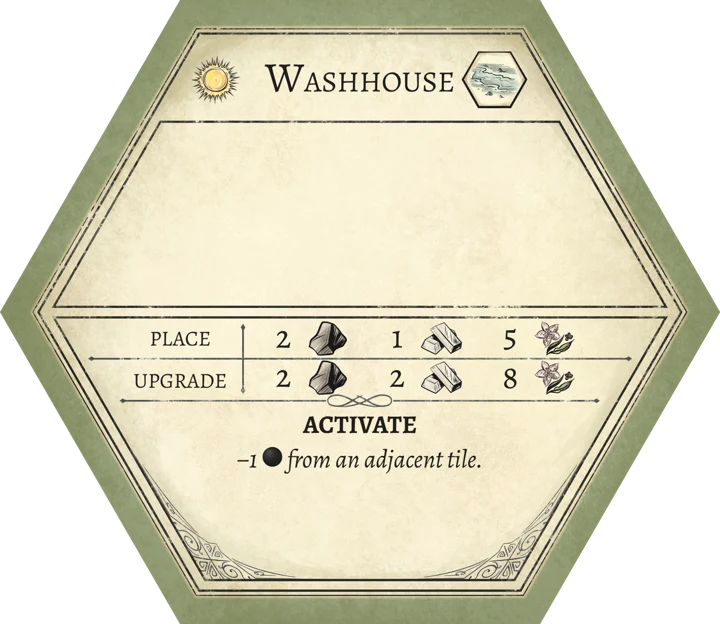 Washhouse
PLACE 2 1 5
UPGRADE 2 2 8
ACTIVATE
–1 from an adjacent tile.